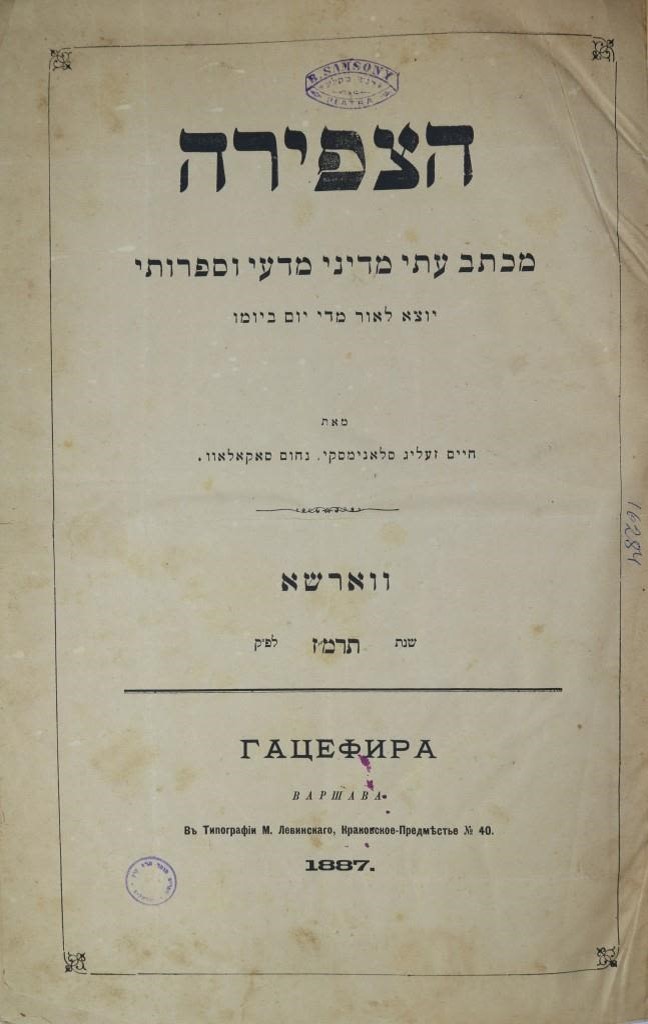 B. SAMSONY
PIATRA
הצפירה
מכתב עתי מדיני מדעי וספרותי
יוצא לאור מדי יום ביומו
מאת
חיים זעליג סלאנימסקי. נחום סאקאלאוו.
16284
ווארשא
שנת תרמ״ז לפ״ק
ГАЦЕФИРА
ВАРШАВА.
Въ Типографіи М. Левинскаго, Краковское-Предмѣстье № 40.
1887.